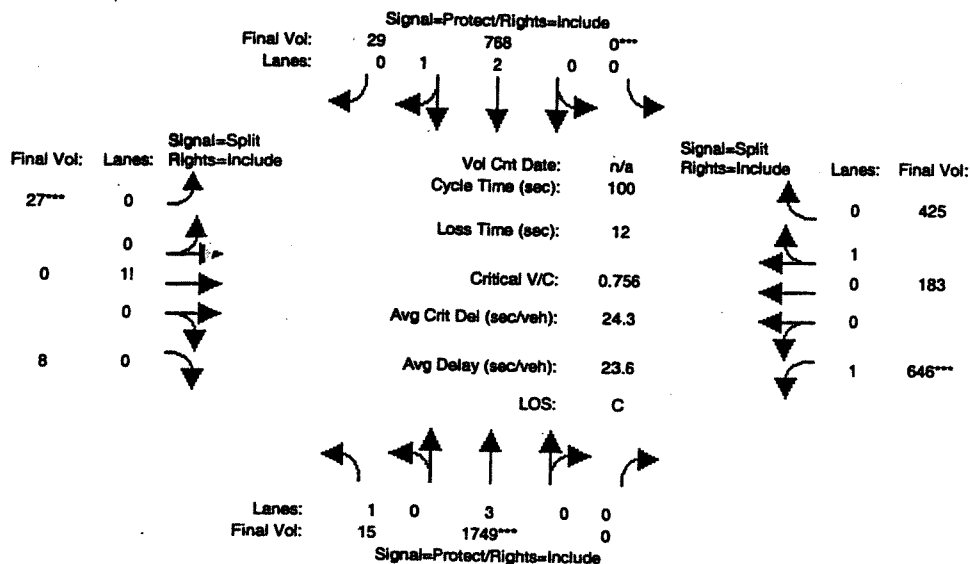 Signal=Protect/Rights=Include
Final Vol: 29 768 0***
Lanes: 0 1 2 0 0
Signal=Split
Final Vol: Lanes: Rights=Include
27*** 0
0
0 1!
0
8 0
Vol Cnt Date: n/a
Cycle Time (sec): 100
Loss Time (sec): 12
Critical V/C: 0.756
Avg Crit Del (sec/veh): 24.3
Avg Delay (sec/veh): 23.6
LOS: C
Signal=Split
Rights=Include Lanes: Final Vol:
0 425
1
0 183
0
1 646***
Lanes: 1 0 3 0 0
Final Vol: 15 1749*** 0
Signal=Protect/Rights=Include